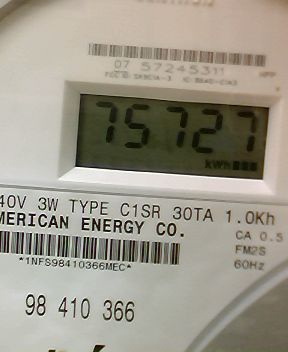 07 57245311
75727
kWh
40V 3W TYPE C1SR 30TA 1.0Kh
MERICAN ENERGY CO. CA 0.5
FM2S
*1NFS98410366MEC* 60Hz
98 410 366